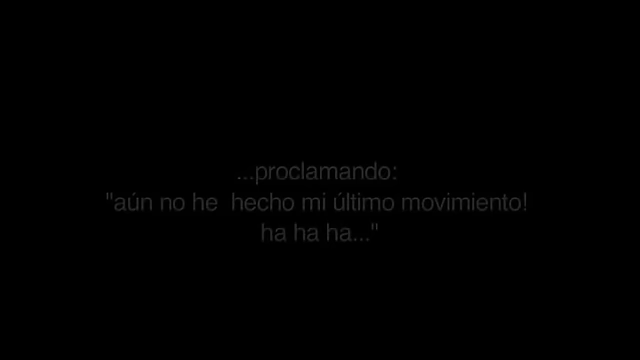 ...proclamando:
"aún no he  hecho mi último movimiento!
ha ha ha..."